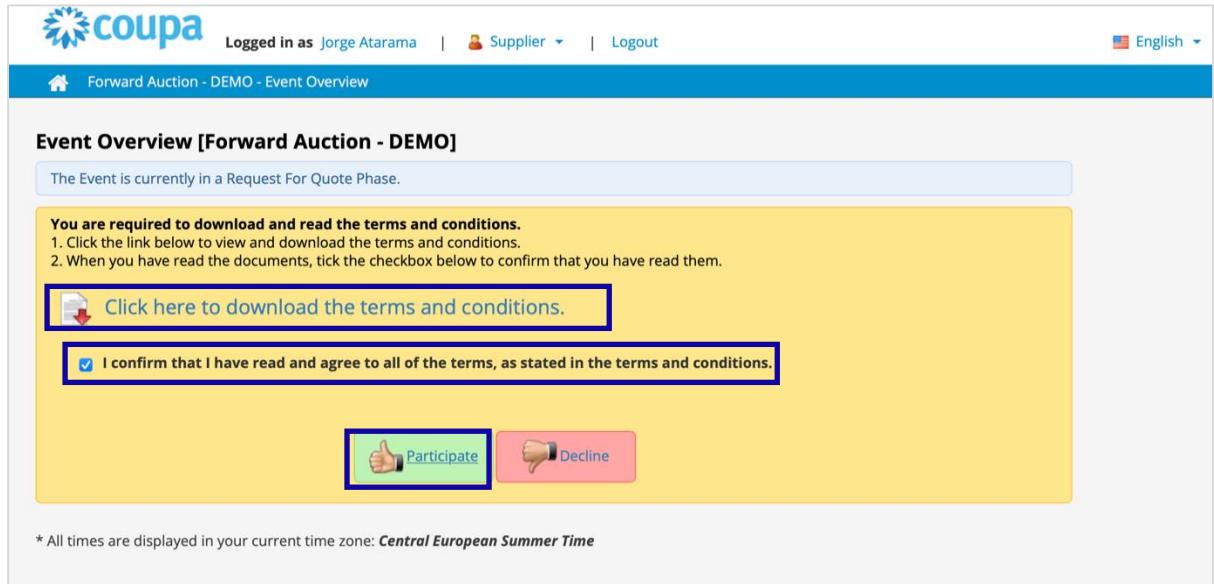 coupa
Logged in as Jorge Atarama | Supplier | Logout
English
Forward Auction - DEMO - Event Overview
Event Overview [Forward Auction - DEMO]
The Event is currently in a Request For Quote Phase.
You are required to download and read the terms and conditions.
1. Click the link below to view and download the terms and conditions.
2. When you have read the documents, tick the checkbox below to confirm that you have read them.
Click here to download the terms and conditions.
I confirm that I have read and agree to all of the terms, as stated in the terms and conditions.
Participate
Decline
* All times are displayed in your current time zone: Central European Summer Time